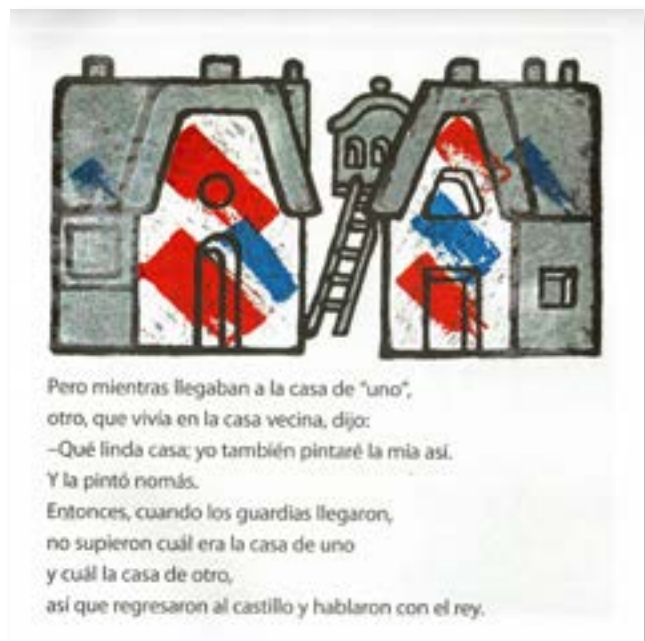 Pero mientras llegaban a la casa de "uno",
otro, que vivía en la casa vecina, dijo:
–Qué linda casa; yo también pintaré la mía así.
Y la pintó nomás.
Entonces, cuando los guardias llegaron,
no supieron cuál era la casa de uno
y cuál la casa de otro,
así que regresaron al castillo y hablaron con el rey.